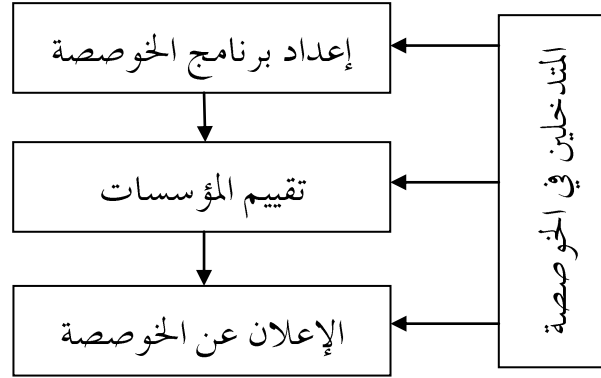 إعداد برنامج الخوصصة
تقييم المؤسسات
الإعلان عن الخوصصة
المتدخلين في الخوصصة